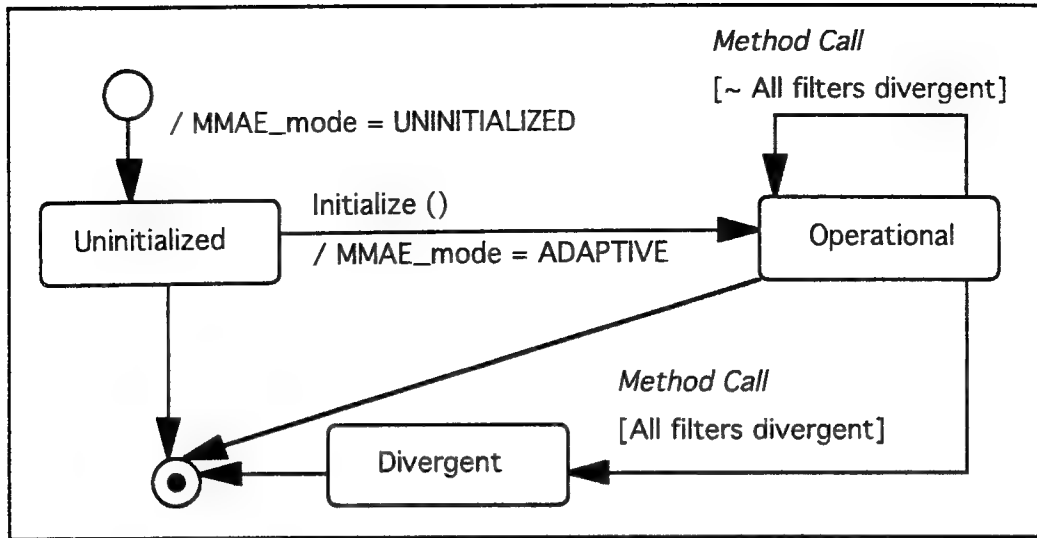 Method Call
[~ All filters divergent]
/ MMAE_mode = UNINITIALIZED
Initialize ()
Uninitialized
Operational
/ MMAE_mode = ADAPTIVE
Method Call
[All filters divergent]
Divergent